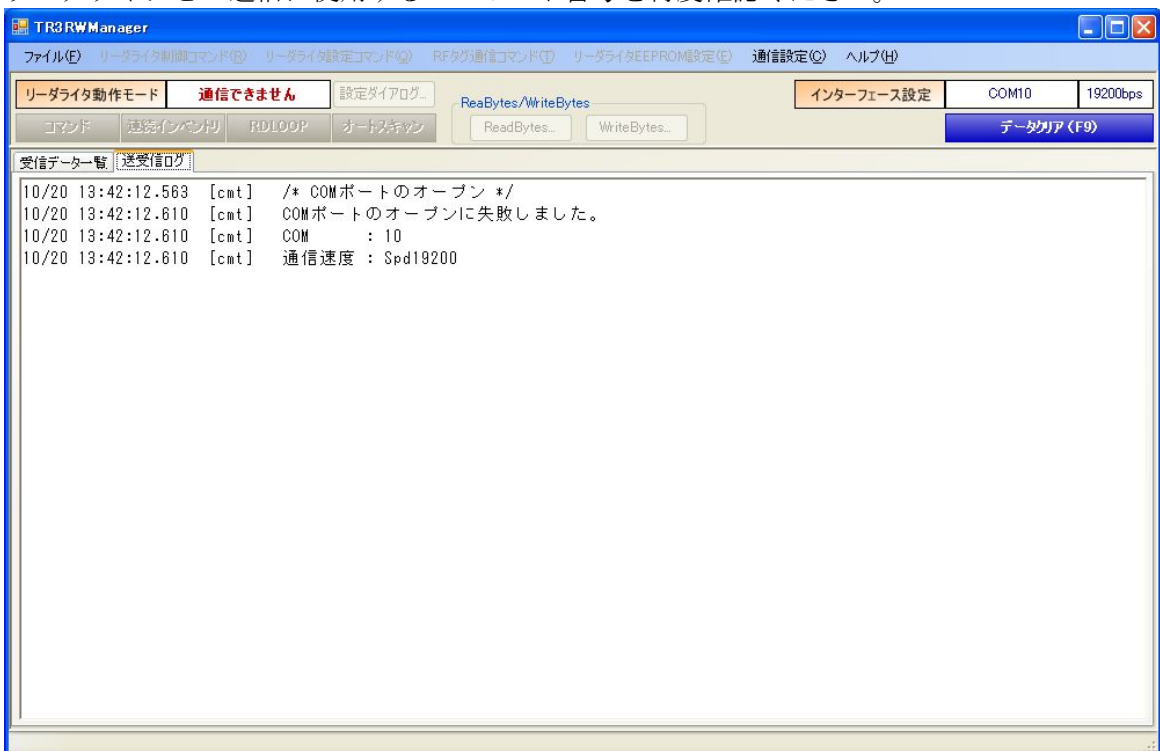 TR3RWManager
ファイル(F) リーダライタ制御コマンド(R) リーダライタ設定コマンド(Q) RFタグ通信コマンド(T) リーダライタEEPROM設定(E) 通信設定(C) ヘルプ(H)
リーダライタ動作モード 通信できません 設定ダイアログ... ReaBytes/WriteBytes インターフェース設定 COM10 19200bps
コマンド 連続インベントリ RDLOOP オートスキャン ReadBytes... WriteBytes... データクリア (F9)
受信データ一覧 送受信ログ
10/20 13:42:12.563 [cmt] /* COMポートのオープン */
10/20 13:42:12.610 [cmt] COMポートのオープンに失敗しました。
10/20 13:42:12.610 [cmt] COM : 10
10/20 13:42:12.610 [cmt] 通信速度 : Spd19200